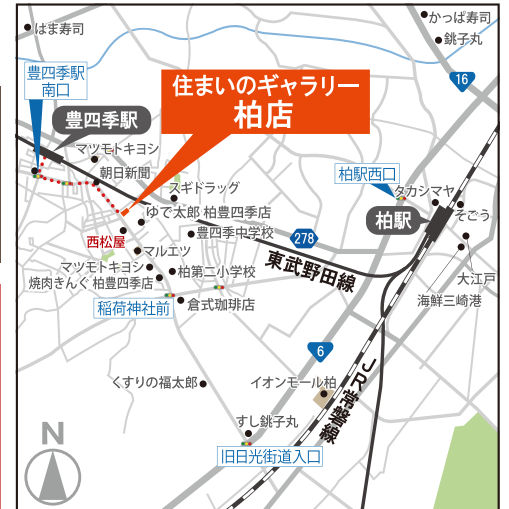 はま寿司
かっぱ寿司
銚子丸
16
豊四季駅
南口
住まいのギャラリー
柏店
豊四季駅
マツモトキヨシ
朝日新聞
スギドラッグ
柏駅西口
タカシマヤ
そごう
柏駅
ゆで太郎 柏豊四季店
豊四季中学校
278
西松屋
マルエツ
東武野田線
マツモトキヨシ
柏第二小学校
焼肉きんぐ 柏豊四季店
大江戸
海鮮三崎港
稲荷神社前
倉式珈琲店
6
JR常磐線
くすりの福太郎
イオンモール柏
すし銚子丸
旧日光街道入口
N